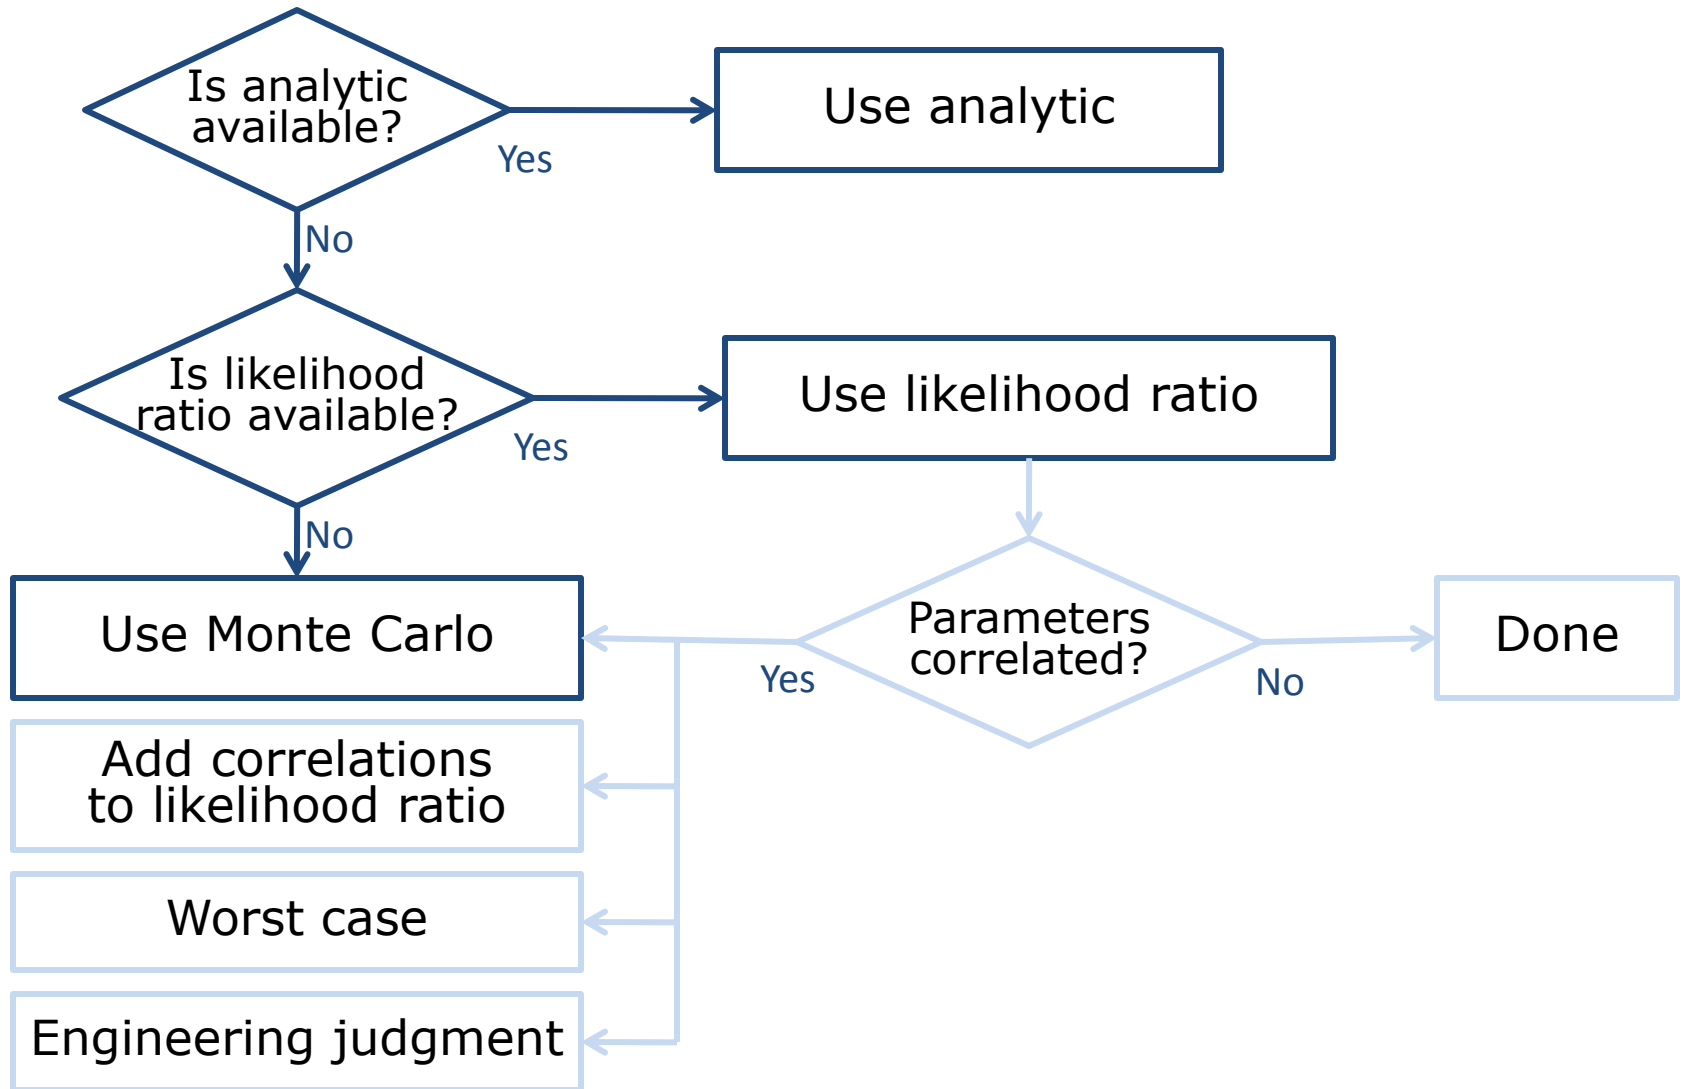 Is analytic
available?
Yes
Use analytic
No
Is likelihood
ratio available?
Yes
Use likelihood ratio
No
Use Monte Carlo
Yes
Parameters
correlated?
No
Done
Add correlations
to likelihood ratio
Worst case
Engineering judgment